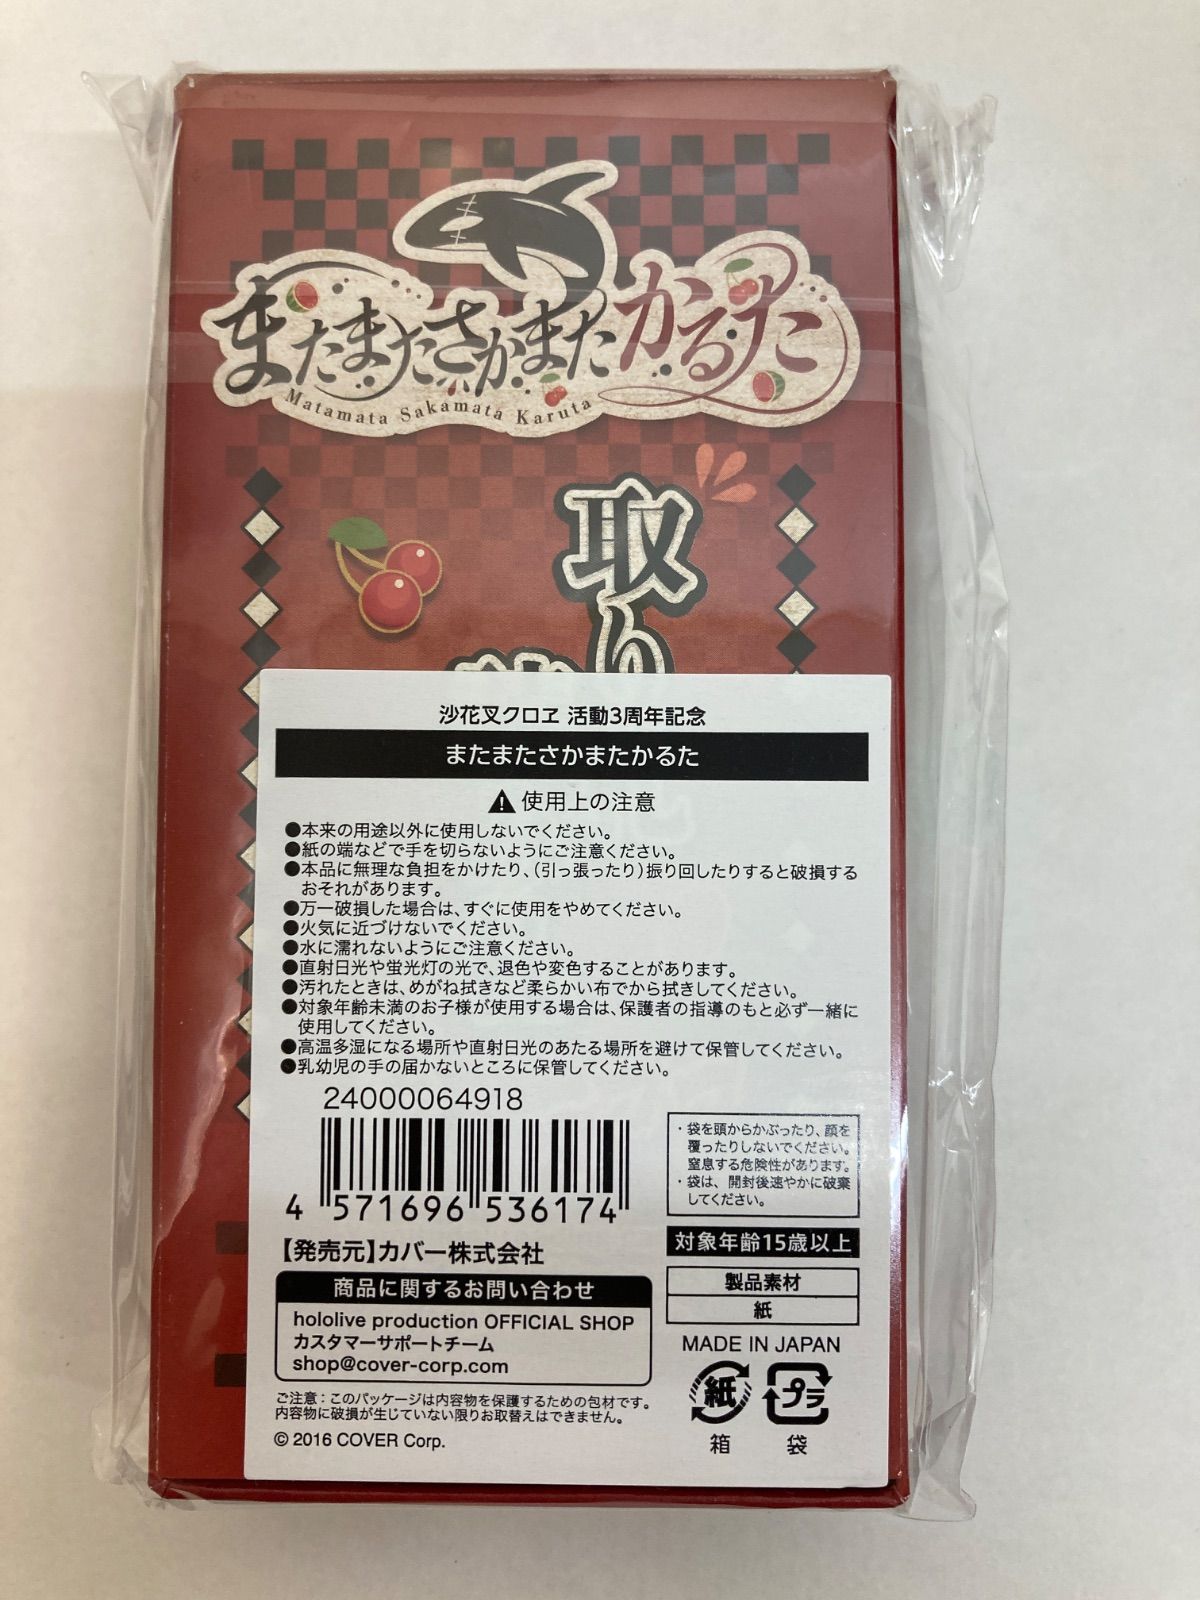 またまたさかまたかるた
Matamata Sakamata Karuta
取り
沙花叉クロヱ 活動3周年記念
またまたさかまたかるた
使用上の注意
●本来の用途以外に使用しないでください。
●紙の端などで手を切らないようにご注意ください。
●本品に無理な負担をかけたり、(引っ張ったり)振り回したりすると破損する
おそれがあります。
●万一破損した場合は、すぐに使用をやめてください。
●火気に近づけないでください。
●水に濡れないようにご注意ください。
●直射日光や蛍光灯の光で、退色や変色することがあります。
●汚れたときは、めがね拭きなど柔らかい布でから拭きしてください。
●対象年齢未満のお子様が使用する場合は、保護者の指導のもと必ず一緒に
使用してください。
●高温多湿になる場所や直射日光のあたる場所を避けて保管してください。
●乳幼児の手の届かないところに保管してください。
24000064918
4 571696 536174
・袋を頭からかぶったり、顔を
覆ったりしないでください。
窒息する危険性があります。
・袋は、開封後速やかに破棄
してください。
【発売元】カバー株式会社
対象年齢15歳以上
商品に関するお問い合わせ
hololive production OFFICIAL SHOP
カスタマーサポートチーム
shop@cover-corp.com
製品素材
紙
MADE IN JAPAN
紙
プラ
箱
袋
ご注意:このパッケージは内容物を保護するための包材です。
内容物に破損が生じていない限りお取替えはできません。
© 2016 COVER Corp.